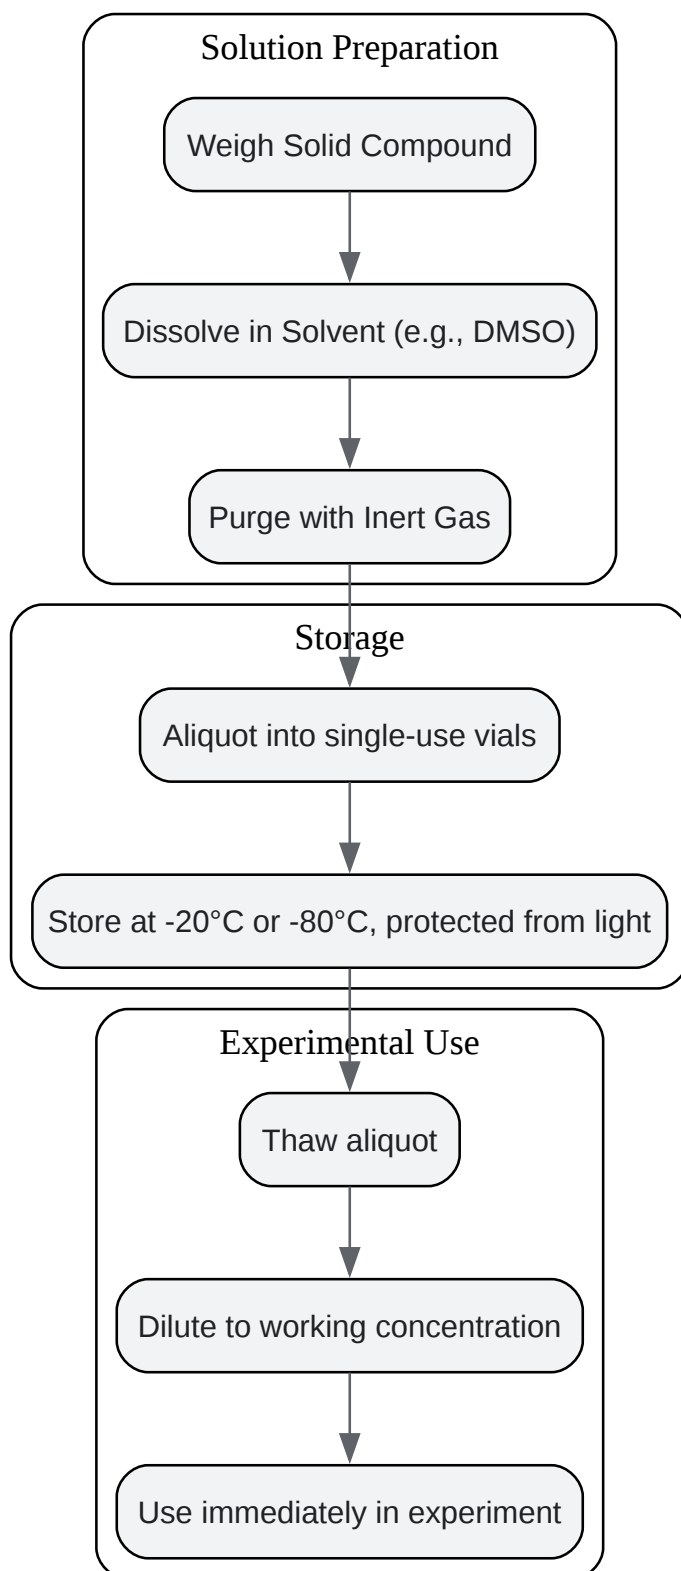 Solution Preparation
Weigh Solid Compound
Dissolve in Solvent (e.g., DMSO)
Purge with Inert Gas
Storage
Aliquot into single-use vials
Store at -20°C or -80°C, protected from light
Experimental Use
Thaw aliquot
Dilute to working concentration
Use immediately in experiment